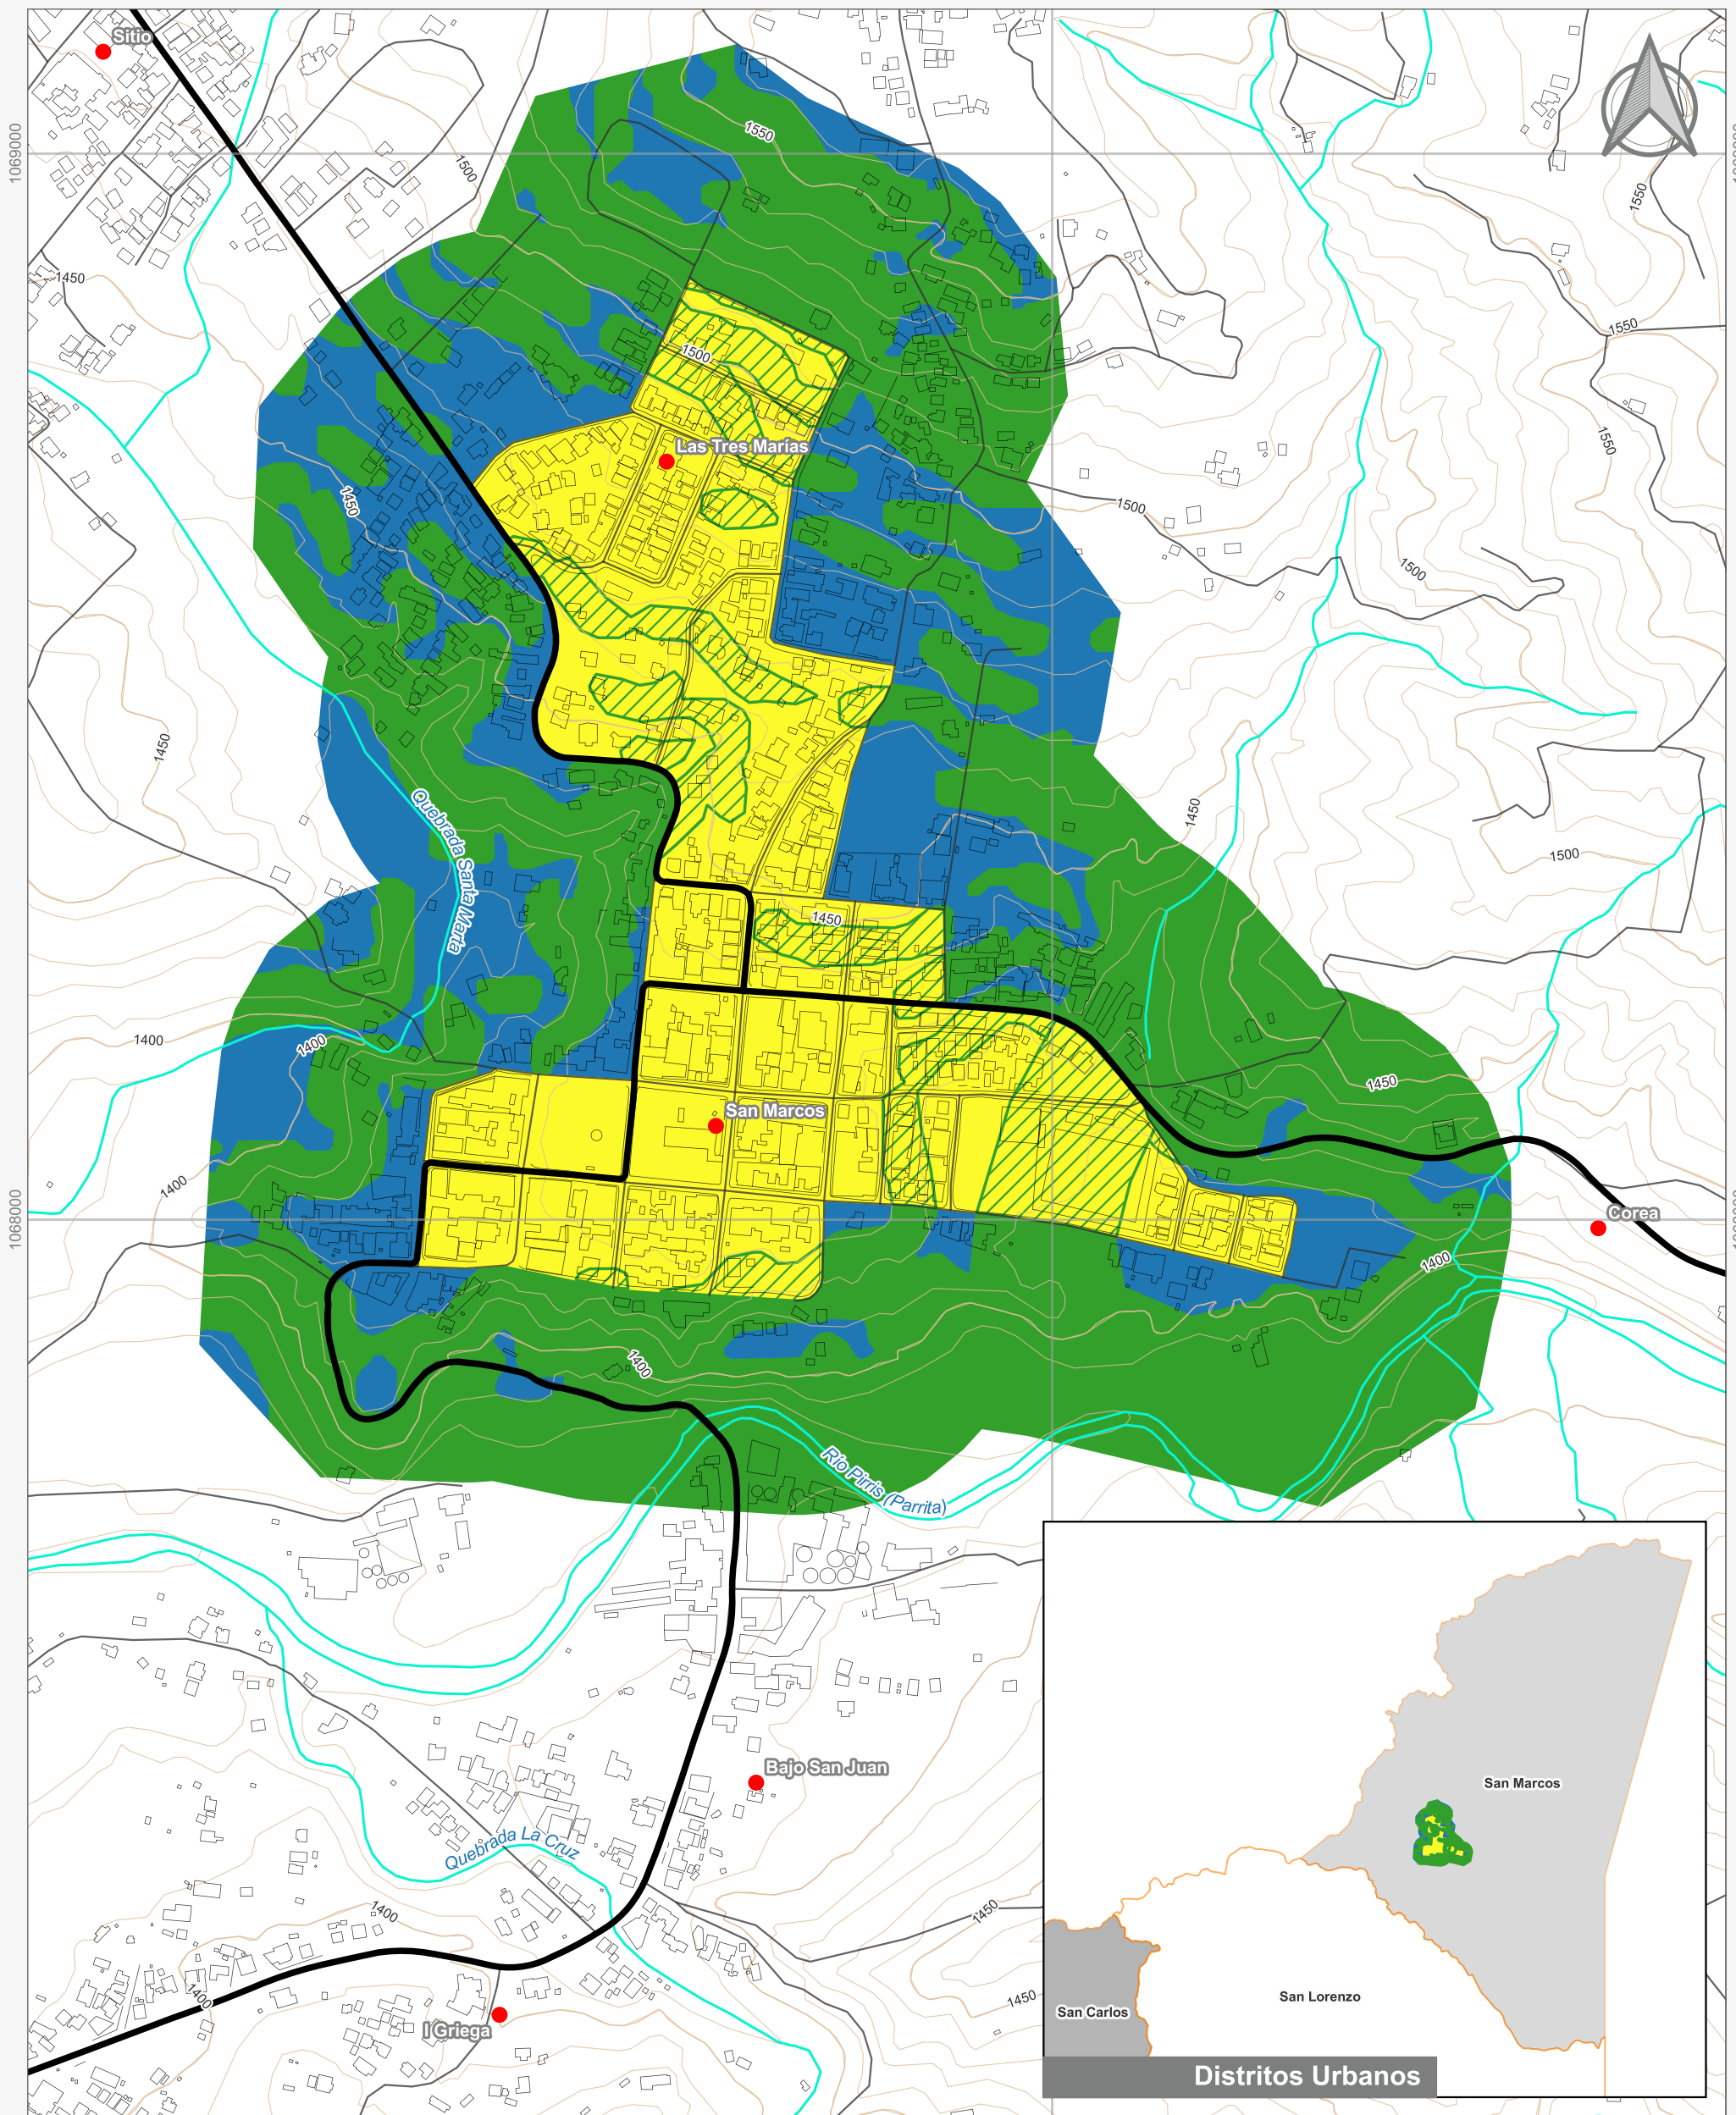 Sitio
1069000
1550
1500
1550
1450
1550
1500
Las Tres Marías
1550
1450
1500
1500
1450
Quebrada Santa Marta
1450
1500
1450
1400
1400
1450
San Marcos
1400
1068000
Corea
1400
1400
Río Pirris (Parrita)
Bajo San Juan
San Marcos
Quebrada La Cruz
1400
1450
1400
1450
San Lorenzo
San Carlos
I Griega
Distritos Urbanos